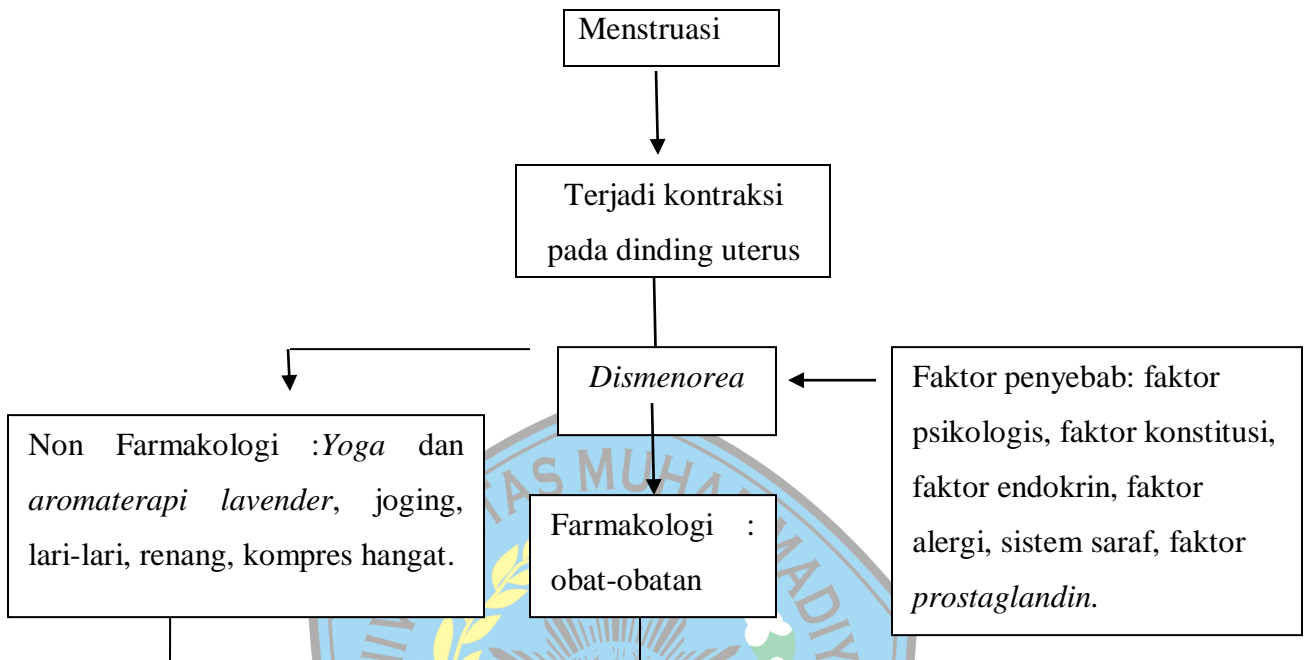 Menstruasi
Terjadi kontraksi
pada dinding uterus
Dismenorea
Faktor penyebab: faktor
psikologis, faktor konstitusi,
faktor endokrin, faktor
alergi, sistem saraf, faktor
prostaglandin.
Non Farmakologi :Yoga dan
aromaterapi lavender, joging,
lari-lari, renang, kompres hangat.
Farmakologi :
obat-obatan